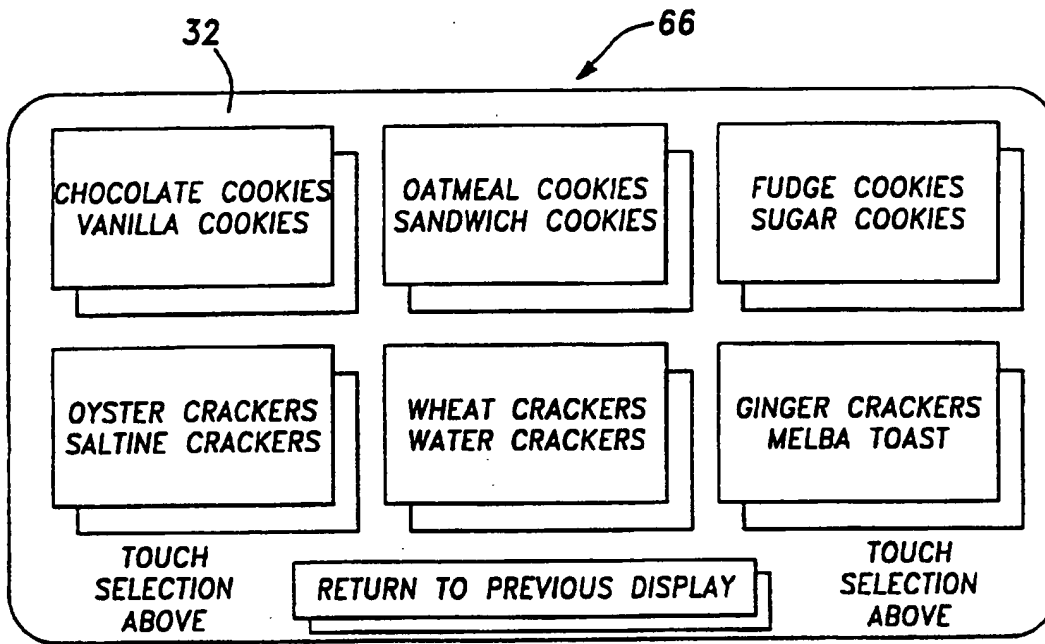 32
66
CHOCOLATE COOKIES
VANILLA COOKIES
OATMEAL COOKIES
SANDWICH COOKIES
FUDGE COOKIES
SUGAR COOKIES
OYSTER CRACKERS
SALTINE CRACKERS
WHEAT CRACKERS
WATER CRACKERS
GINGER CRACKERS
MELBA TOAST
TOUCH
SELECTION
ABOVE
RETURN TO PREVIOUS DISPLAY
TOUCH
SELECTION
ABOVE